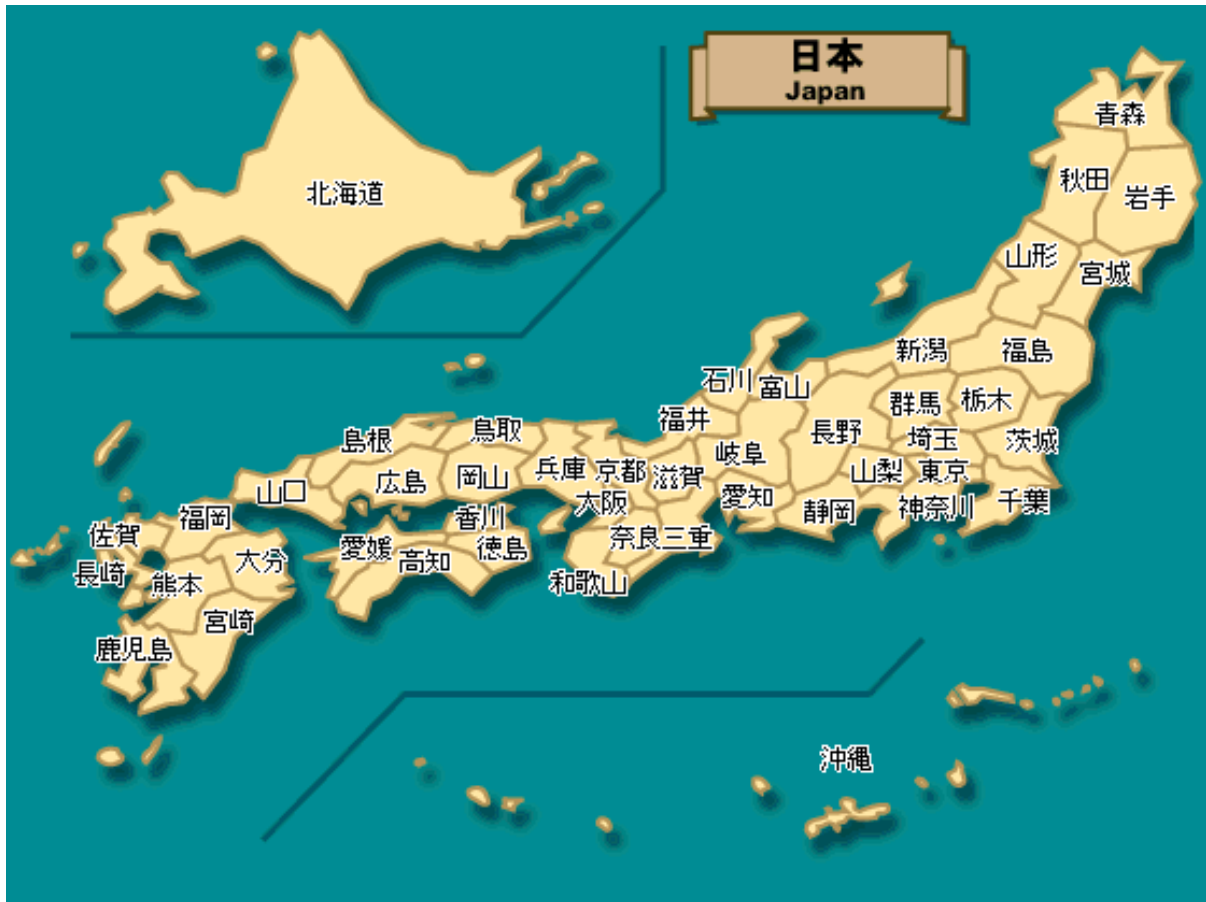 日本
Japan
北海道
青森
秋田
岩手
山形
宮城
新潟
福島
石川
富山
群馬
栃木
福井
長野
埼玉
茨城
島根
鳥取
岐阜
山梨
東京
兵庫
京都
滋賀
山口
広島
岡山
大阪
愛知
静岡
神奈川
千葉
福岡
香川
佐賀
奈良
三重
愛媛
高知
徳島
大分
長崎
熊本
和歌山
宮崎
鹿児島
沖縄